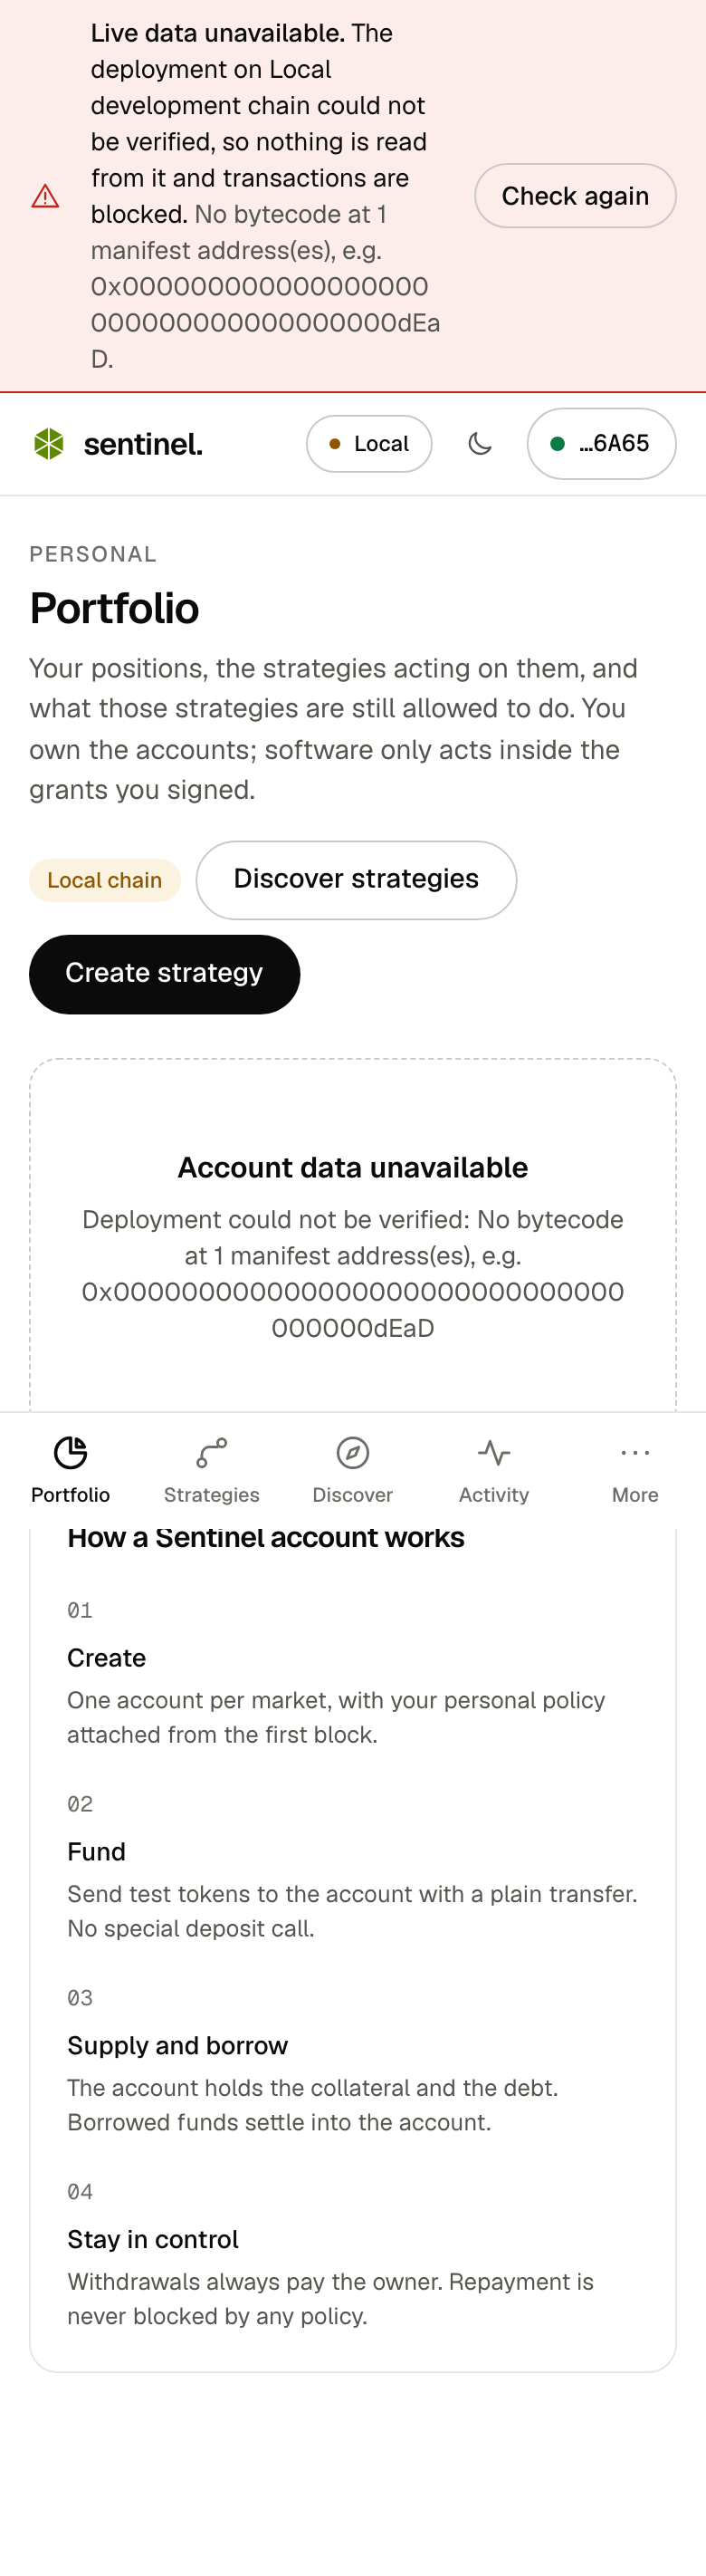 Live data unavailable. The
deployment on Local
development chain could not
be verified, so nothing is read
from it and transactions are
blocked. No bytecode at 1
manifest address(es), e.g.
0x000000000000000000
000000000000000000dEa
D.
Check again
sentinel.
Local
...6A65
PERSONAL
Portfolio
Your positions, the strategies acting on them, and
what those strategies are still allowed to do. You
own the accounts; software only acts inside the
grants you signed.
Local chain
Discover strategies
Create strategy
Account data unavailable
Deployment could not be verified: No bytecode
at 1 manifest address(es), e.g.
0x000000000000000000000000000000
000000dEaD
Portfolio
Strategies
Discover
Activity
More
How a Sentinel account works
01
Create
One account per market, with your personal policy
attached from the first block.
02
Fund
Send test tokens to the account with a plain transfer.
No special deposit call.
03
Supply and borrow
The account holds the collateral and the debt.
Borrowed funds settle into the account.
04
Stay in control
Withdrawals always pay the owner. Repayment is
never blocked by any policy.